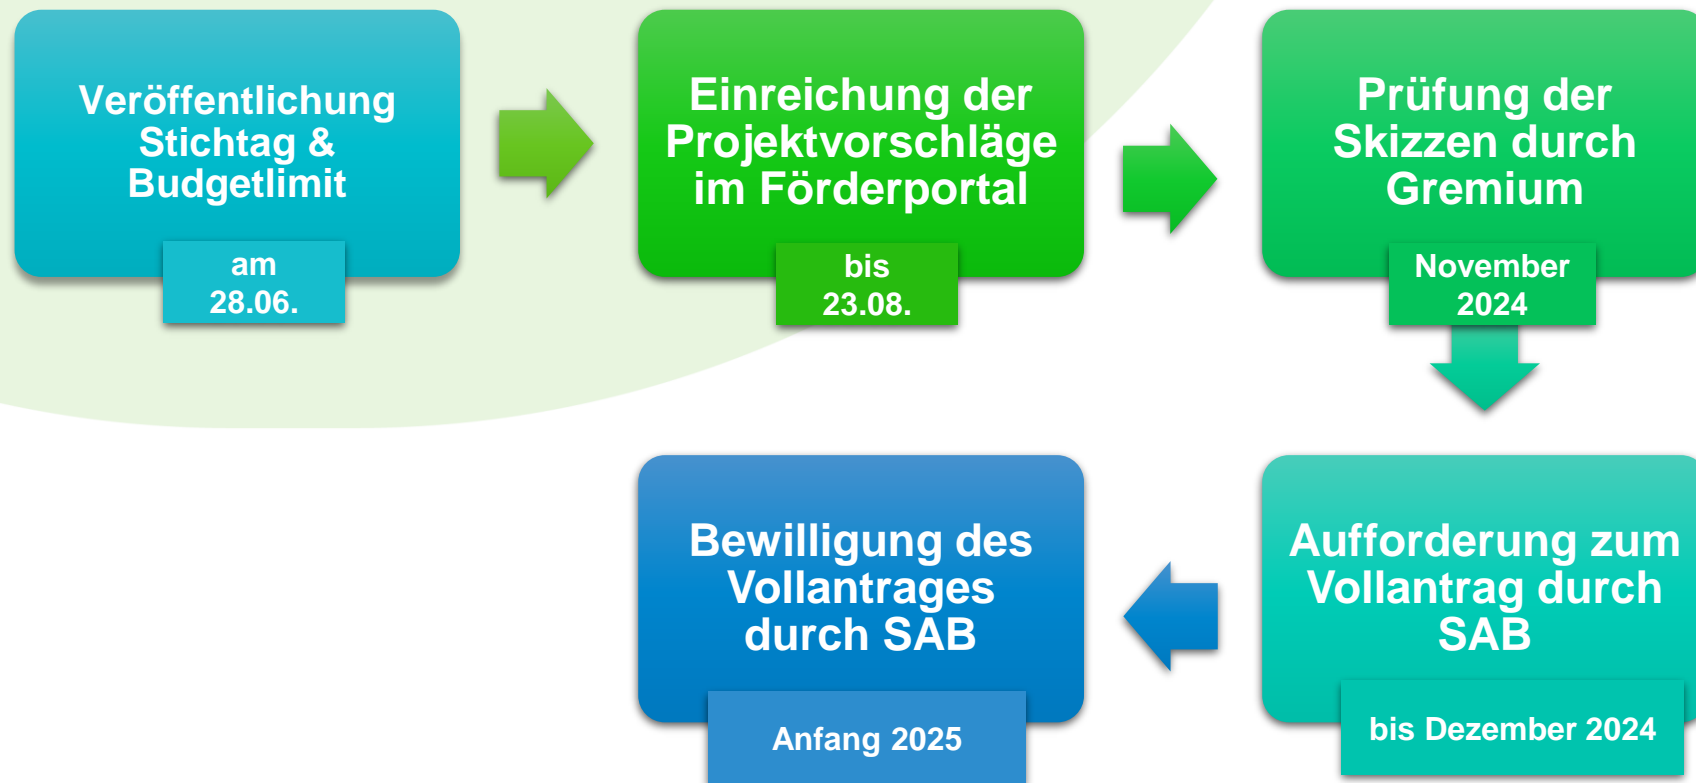 Veröffentlichung
Stichtag &
Budgetlimit
am
28.06.
Einreichung der
Projektvorschläge
im Förderportal
bis
23.08.
Prüfung der
Skizzen durch
Gremium
November
2024
Aufforderung zum
Vollantrag durch
SAB
bis Dezember 2024
Bewilligung des
Vollantrages
durch SAB
Anfang 2025